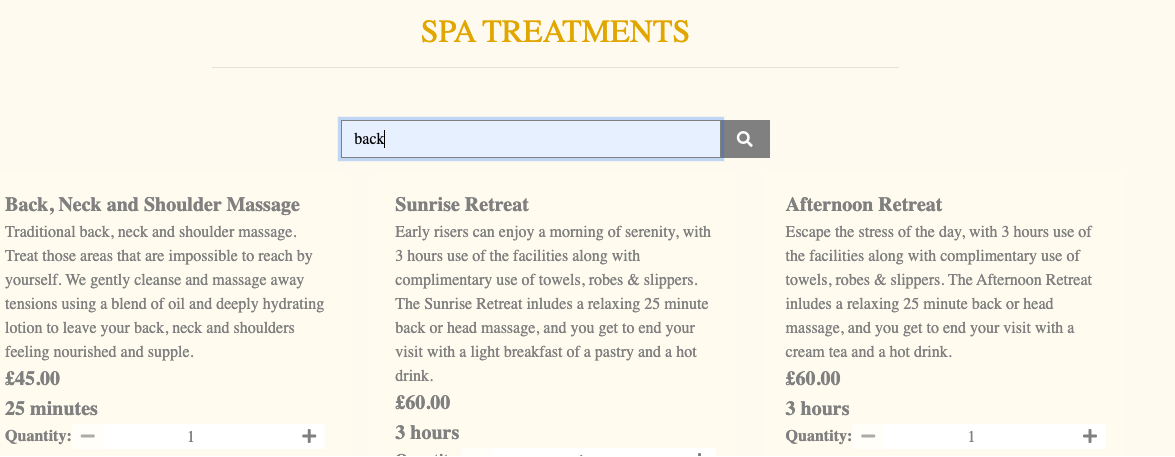 SPA TREATMENTS
back
Back, Neck and Shoulder Massage
Traditional back, neck and shoulder massage.
Treat those areas that are impossible to reach by
yourself. We gently cleanse and massage away
tensions using a blend of oil and deeply hydrating
lotion to leave your back, neck and shoulders
feeling nourished and supple.
£45.00
25 minutes
Quantity: 1
Sunrise Retreat
Early risers can enjoy a morning of serenity, with
3 hours use of the facilities along with
complimentary use of towels, robes & slippers.
The Sunrise Retreat inludes a relaxing 25 minute
back or head massage, and you get to end your
visit with a light breakfast of a pastry and a hot
drink.
£60.00
3 hours
Afternoon Retreat
Escape the stress of the day, with 3 hours use of
the facilities along with complimentary use of
towels, robes & slippers. The Afternoon Retreat
inludes a relaxing 25 minute back or head
massage, and you get to end your visit with a
cream tea and a hot drink.
£60.00
3 hours
Quantity: 1